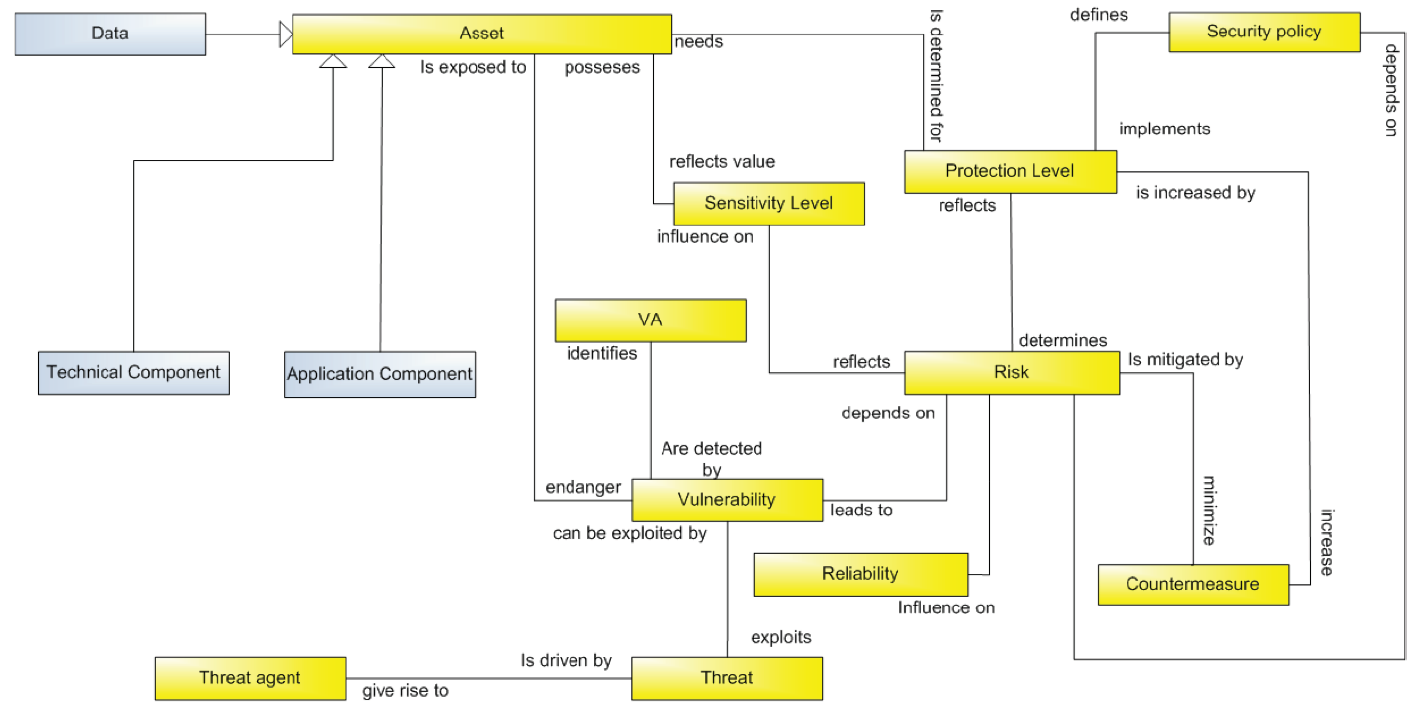 Data
Asset
needs
Is determined for
defines
Security policy
depends on
Is exposed to
posseses
implements
reflects value
Protection Level
is increased by
Sensitivity Level
reflects
influence on
VA
identifies
determines
reflects
Risk
Is mitigated by
Technical Component
Application Component
depends on
Are detected
by
endanger
Vulnerability
leads to
minimize
increase
can be exploited by
Reliability
Influence on
Countermeasure
exploits
Is driven by
Threat agent
give rise to
Threat